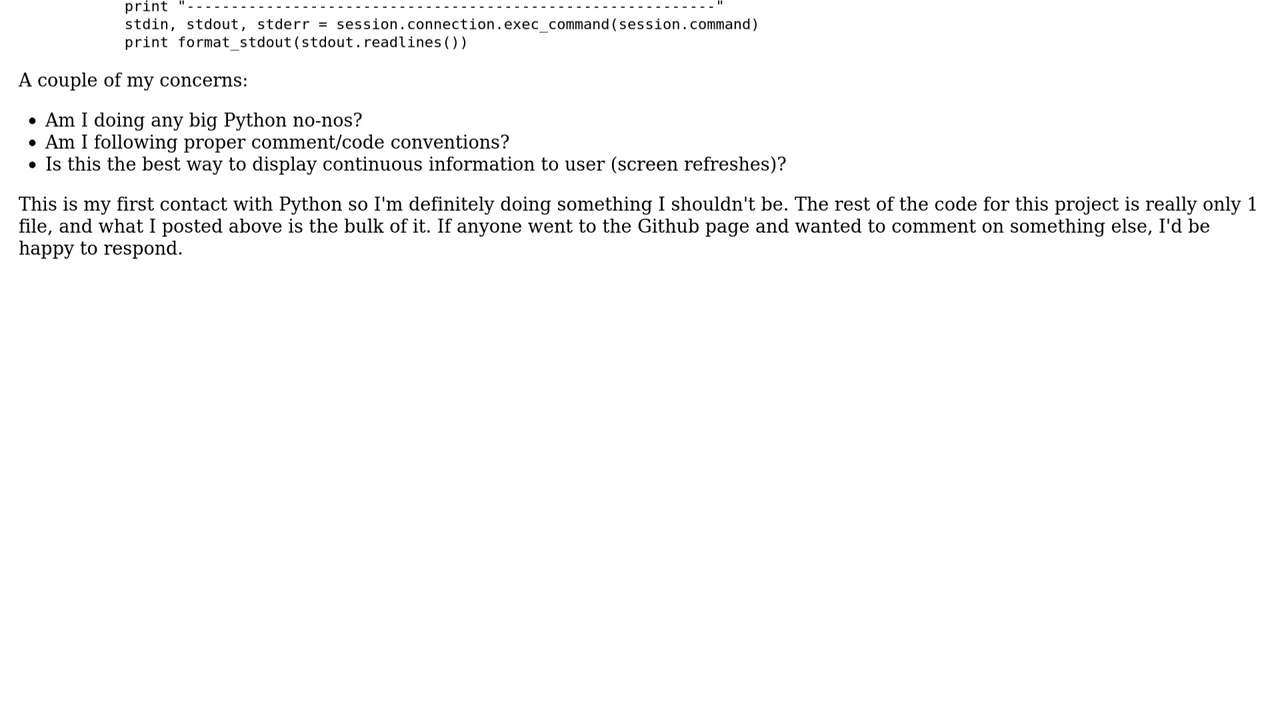 print "------------------------------------------------------------"
stdin, stdout, stderr = session.connection.exec_command(session.command)
print format_stdout(stdout.readlines())
A couple of my concerns:
• Am I doing any big Python no-nos?
• Am I following proper comment/code conventions?
• Is this the best way to display continuous information to user (screen refreshes)?
This is my first contact with Python so I'm definitely doing something I shouldn't be. The rest of the code for this project is really only 1
file, and what I posted above is the bulk of it. If anyone went to the Github page and wanted to comment on something else, I'd be
happy to respond.